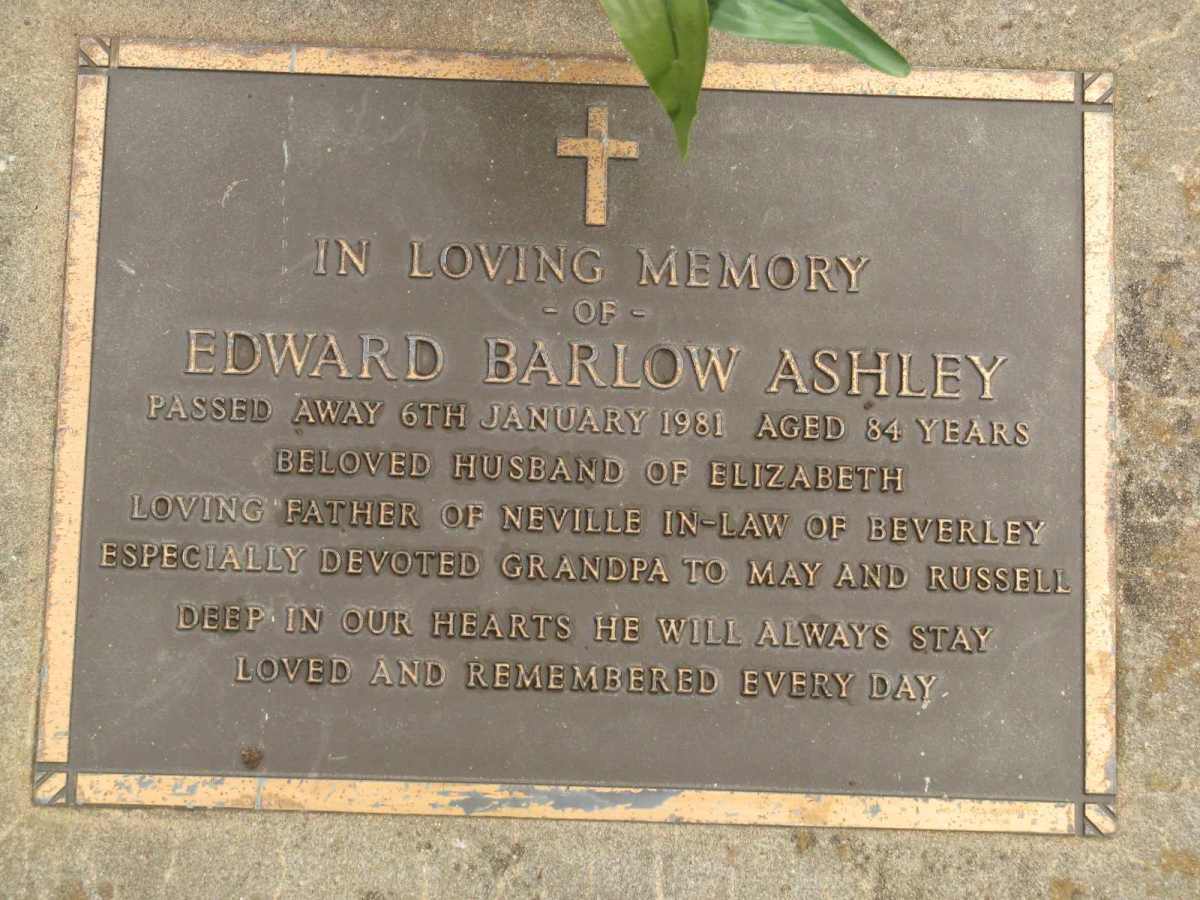 IN LOVING MEMORY
- OF -
EDWARD BARLOW ASHLEY
PASSED AWAY 6TH JANUARY 1981 AGED 84 YEARS
BELOVED HUSBAND OF ELIZABETH
LOVING FATHER OF NEVILLE IN-LAW OF BEVERLEY
ESPECIALLY DEVOTED GRANDPA TO MAY AND RUSSELL
DEEP IN OUR HEARTS HE WILL ALWAYS STAY
LOVED AND REMEMBERED EVERY DAY